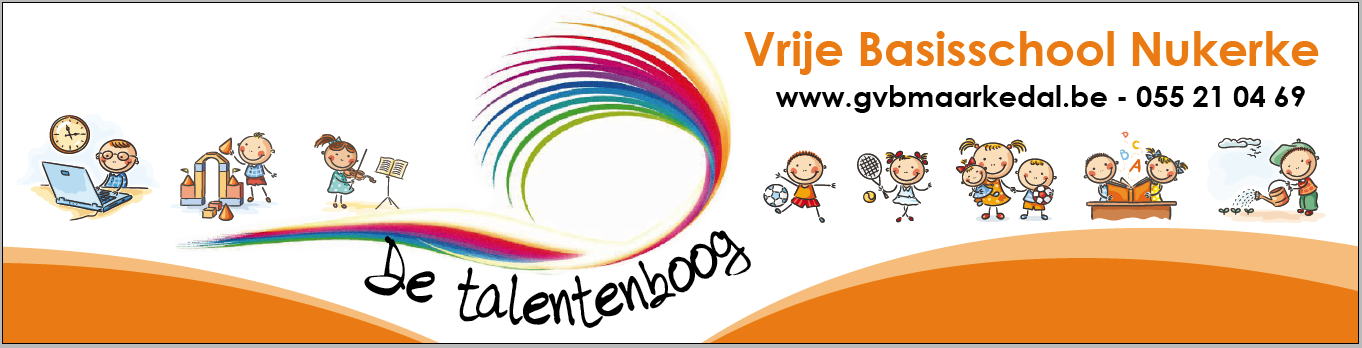 Vrije Basisschool Nukerke
www.gvbmaarkedal.be - 055 21 04 69
De talentenboog
B P C A